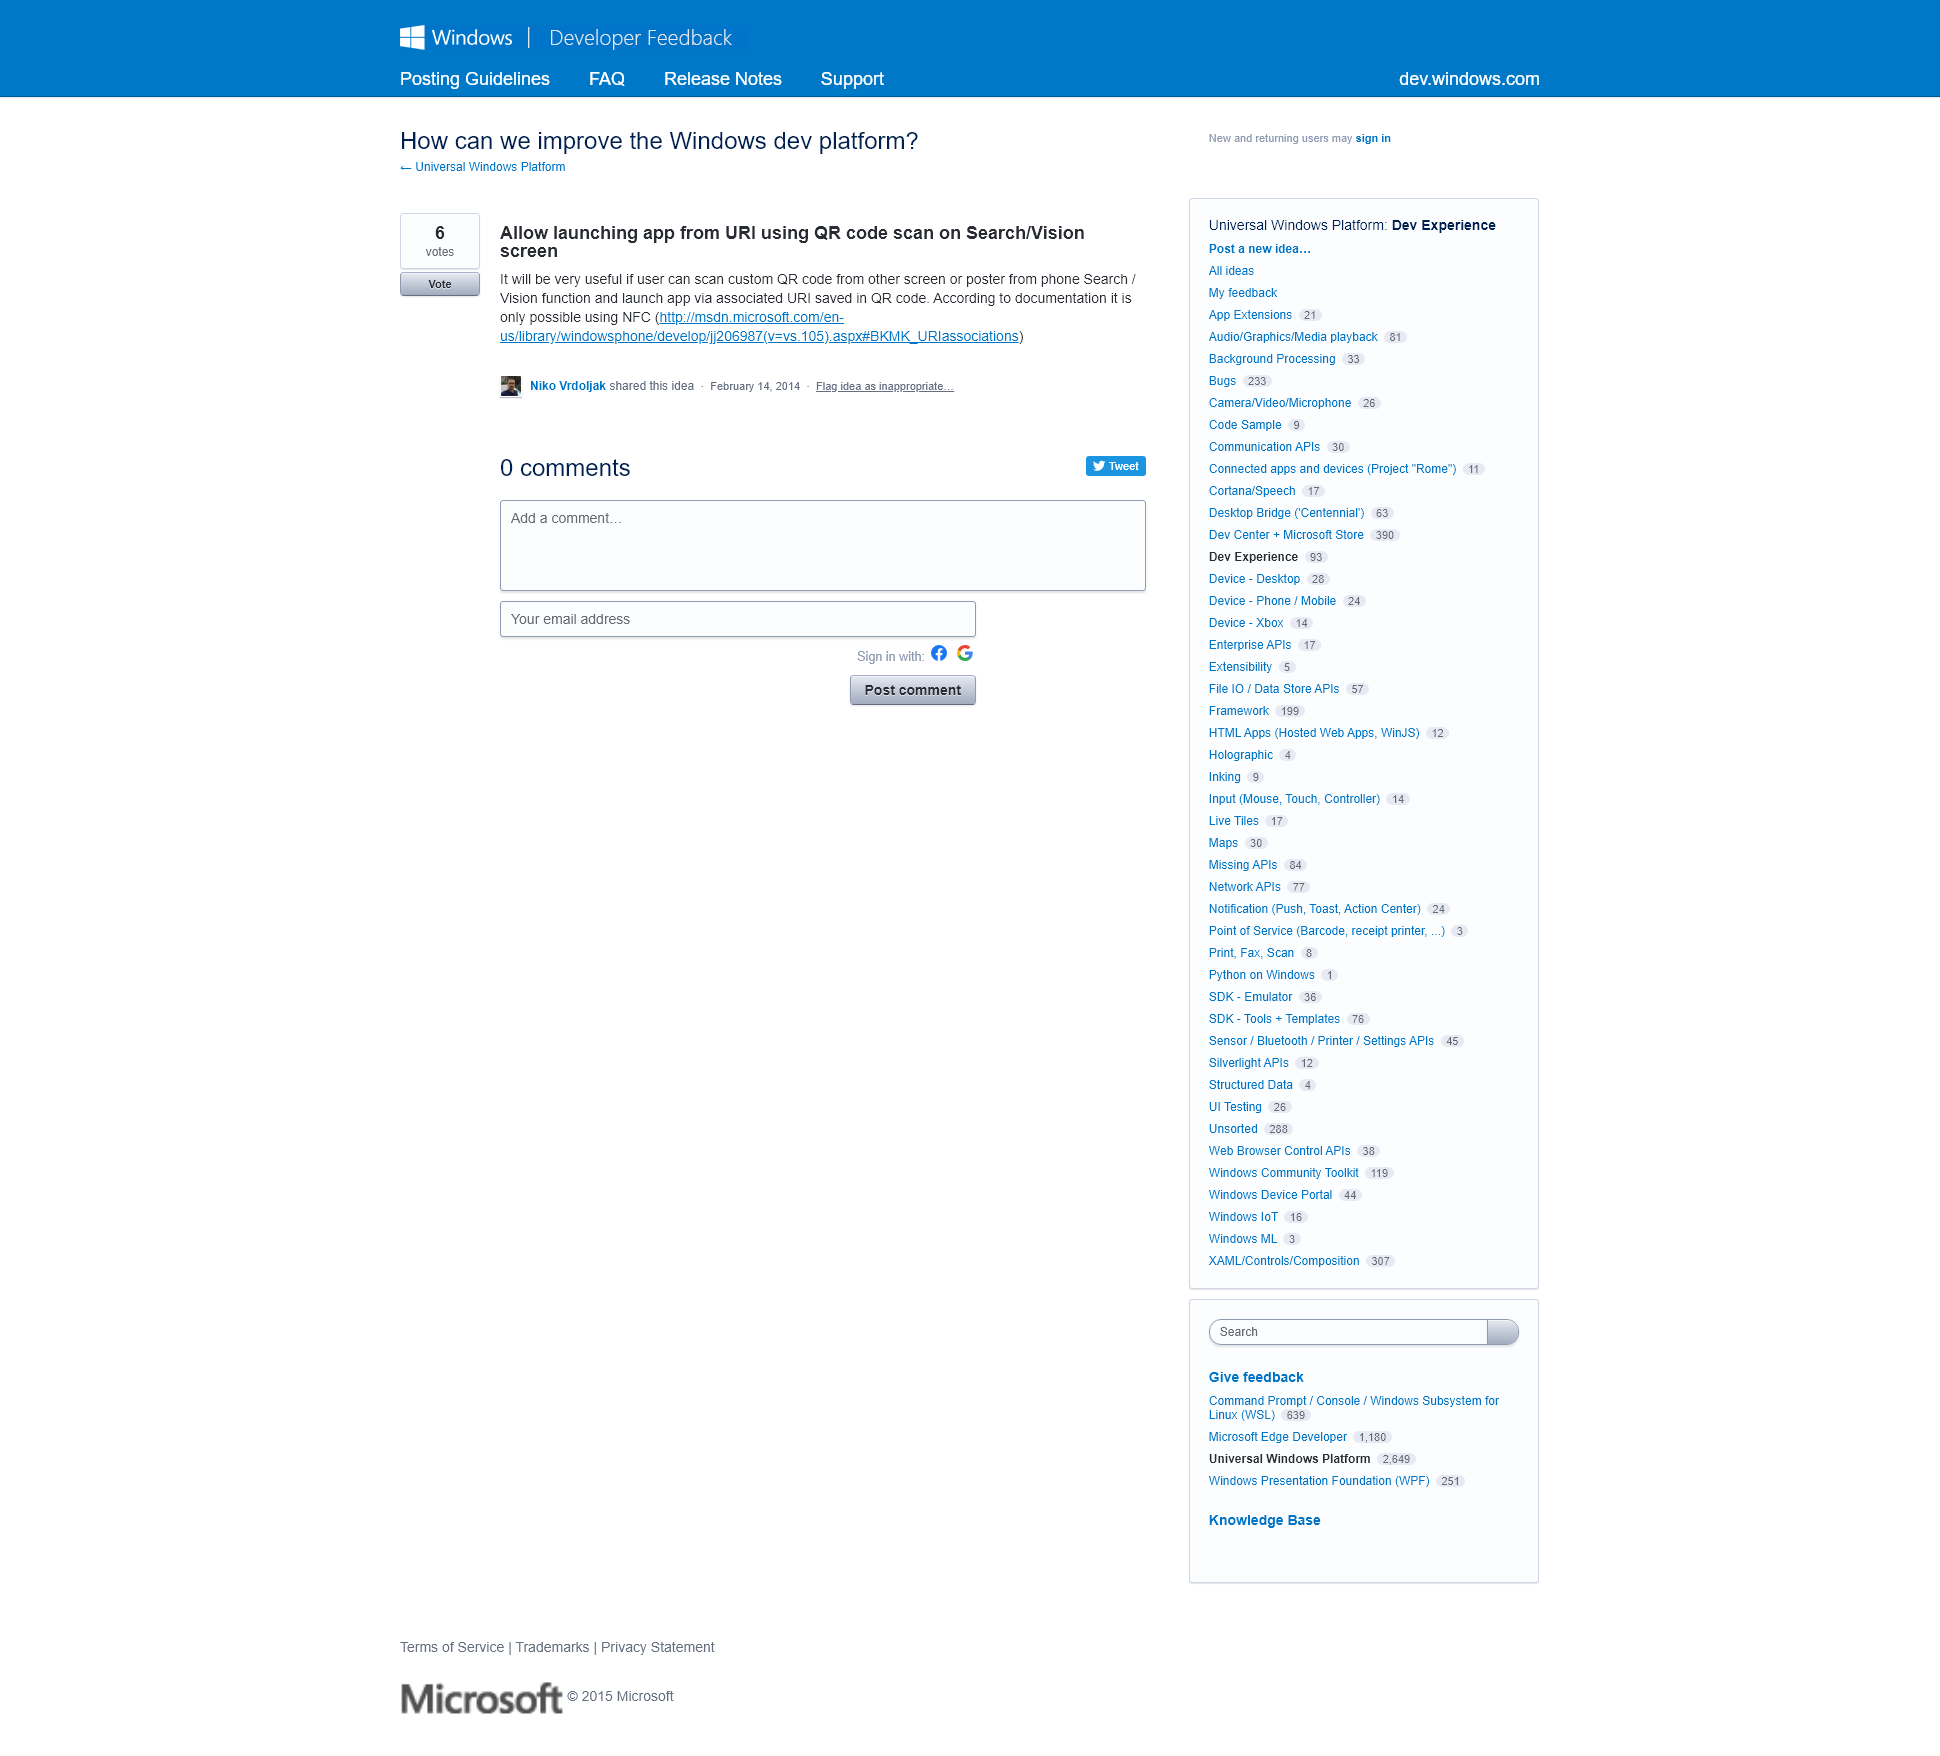 Windows | Developer Feedback
Posting Guidelines FAQ Release Notes Support dev.windows.com
How can we improve the Windows dev platform?
← Universal Windows Platform
New and returning users may sign in
6
votes
Vote
Allow launching app from URI using QR code scan on Search/Vision
screen
It will be very useful if user can scan custom QR code from other screen or poster from phone Search /
Vision function and launch app via associated URI saved in QR code. According to documentation it is
only possible using NFC (http://msdn.microsoft.com/en-
us/library/windowsphone/develop/jj206987(v=vs.105).aspx#BKMK_URIassociations)
Niko Vrdoljak shared this idea · February 14, 2014 · Flag idea as inappropriate…
0 comments
Tweet
Add a comment…
Your email address
Sign in with:
Post comment
Universal Windows Platform: Dev Experience
Post a new idea…
All ideas
My feedback
App Extensions 21
Audio/Graphics/Media playback 81
Background Processing 33
Bugs 233
Camera/Video/Microphone 26
Code Sample 9
Communication APIs 30
Connected apps and devices (Project "Rome") 11
Cortana/Speech 17
Desktop Bridge ('Centennial') 63
Dev Center + Microsoft Store 390
Dev Experience 93
Device - Desktop 28
Device - Phone / Mobile 24
Device - Xbox 14
Enterprise APIs 17
Extensibility 5
File IO / Data Store APIs 57
Framework 199
HTML Apps (Hosted Web Apps, WinJS) 12
Holographic 4
Inking 9
Input (Mouse, Touch, Controller) 14
Live Tiles 17
Maps 30
Missing APIs 84
Network APIs 77
Notification (Push, Toast, Action Center) 24
Point of Service (Barcode, receipt printer, ...) 3
Print, Fax, Scan 8
Python on Windows 1
SDK - Emulator 36
SDK - Tools + Templates 76
Sensor / Bluetooth / Printer / Settings APIs 45
Silverlight APIs 12
Structured Data 4
UI Testing 26
Unsorted 288
Web Browser Control APIs 38
Windows Community Toolkit 119
Windows Device Portal 44
Windows IoT 16
Windows ML 3
XAML/Controls/Composition 307
Search
Give feedback
Command Prompt / Console / Windows Subsystem for
Linux (WSL) 639
Microsoft Edge Developer 1,180
Universal Windows Platform 2,649
Windows Presentation Foundation (WPF) 251
Knowledge Base
Terms of Service | Trademarks | Privacy Statement
Microsoft © 2015 Microsoft